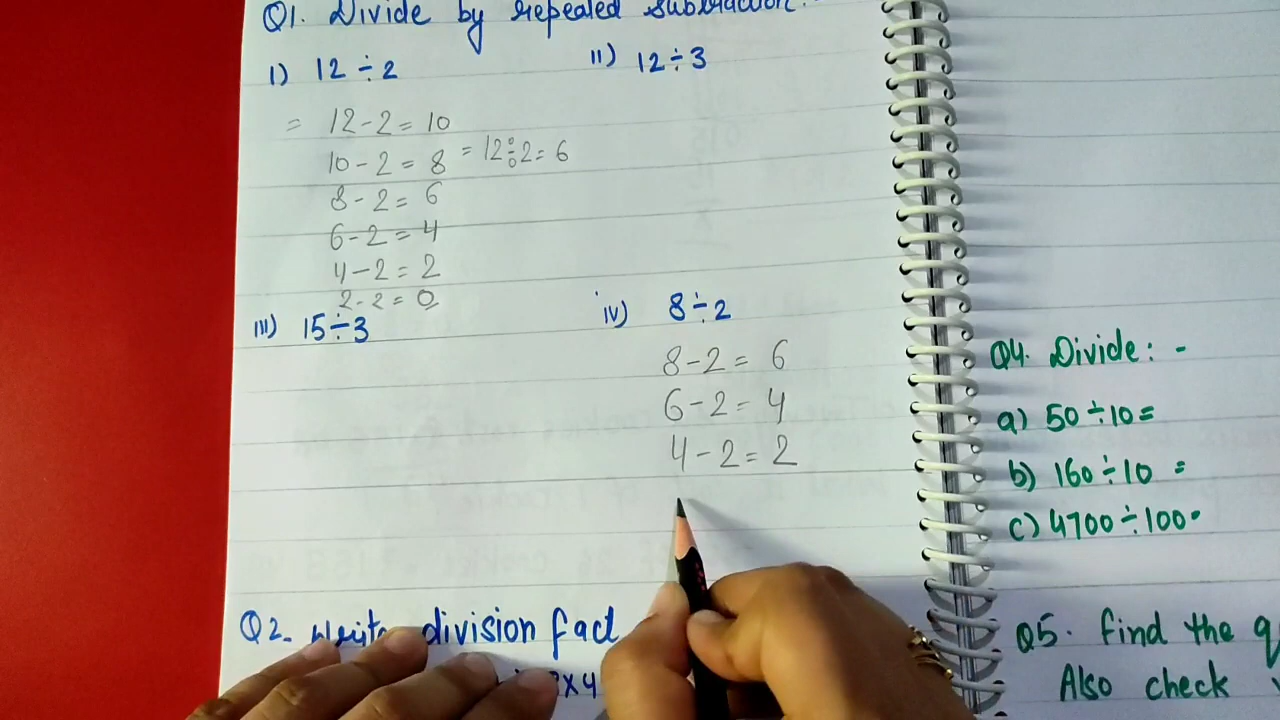 Q1. Divide by repeated subtraction.
i) 12÷2
= 12-2=10
10-2=8 = 12÷2=6
8-2=6
6-2=4
4-2=2
2-2=0
ii) 12÷3
iii) 15÷3
iv) 8÷2
8-2=6
6-2=4
4-2=2
Q2. Write division fact
x4
Q4. Divide:-
a) 50÷10=
b) 160÷10=
c) 4700÷100
Q5. Find the
Also check